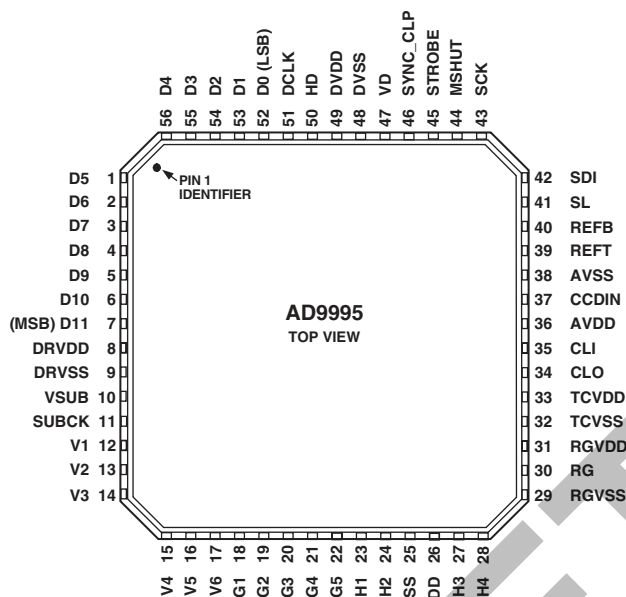 D4
D3
D2
D1
D0 (LSB)
DCLK
HD
DVDD
DVSS
VD
SYNC_CLP
STROBE
MSHUT
SCK
56
55
54
53
52
51
50
49
48
47
46
45
44
43
PIN 1
IDENTIFIER
D5 1
D6 2
D7 3
D8 4
D9 5
D10 6
(MSB) D11 7
DRVDD 8
DRVSS 9
VSUB 10
SUBCK 11
V1 12
V2 13
V3 14
AD9995
TOP VIEW
42 SDI
41 SL
40 REFB
39 REFT
38 AVSS
37 CCDIN
36 AVDD
35 CLI
34 CLO
33 TCVDD
32 TCVSS
31 RGVDD
30 RG
29 RGVSS
15
16
17
18
19
20
21
22
23
24
25
26
27
28
V4
V5
V6
G1
G2
G3
G4
G5
H1
H2
SS
DD
H3
H4